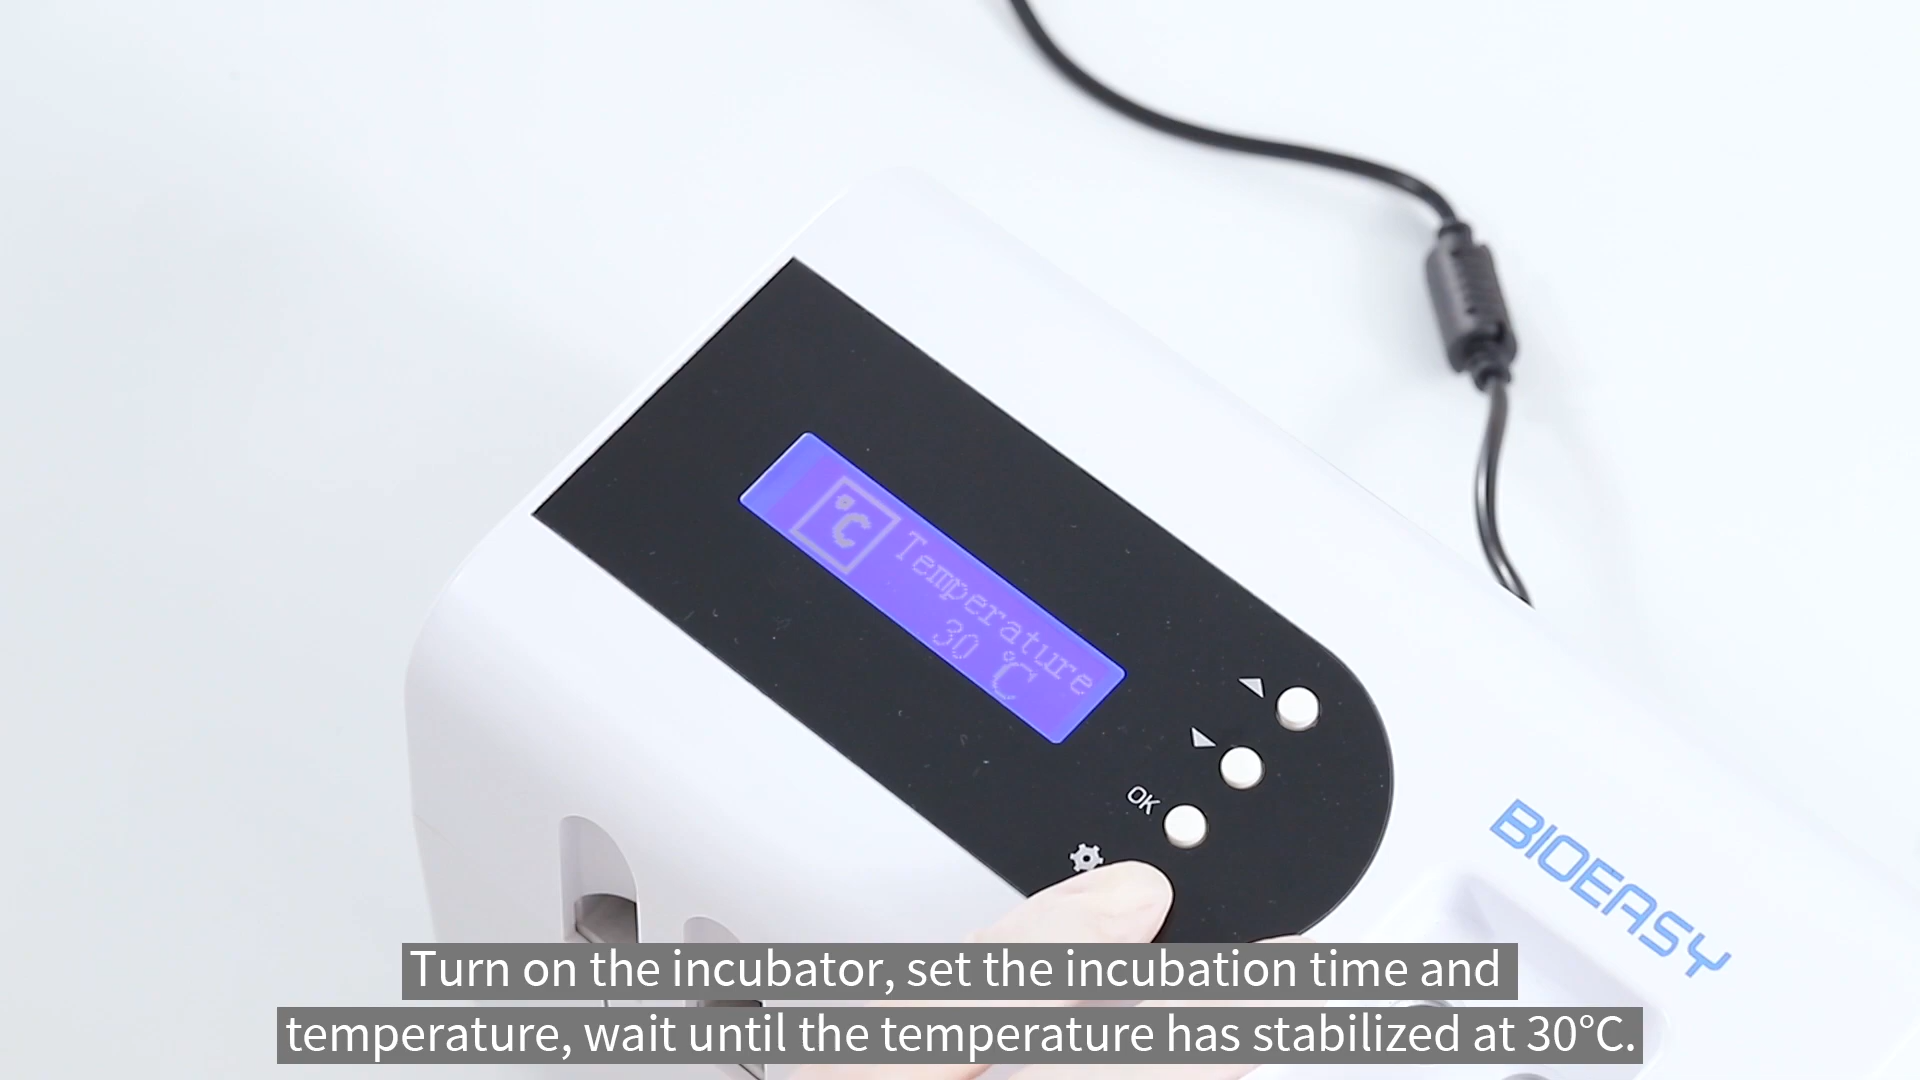 °C
Temperature
30 °C
OK
BIOEASY
Turn on the incubator, set the incubation time and
temperature, wait until the temperature has stabilized at 30°C.